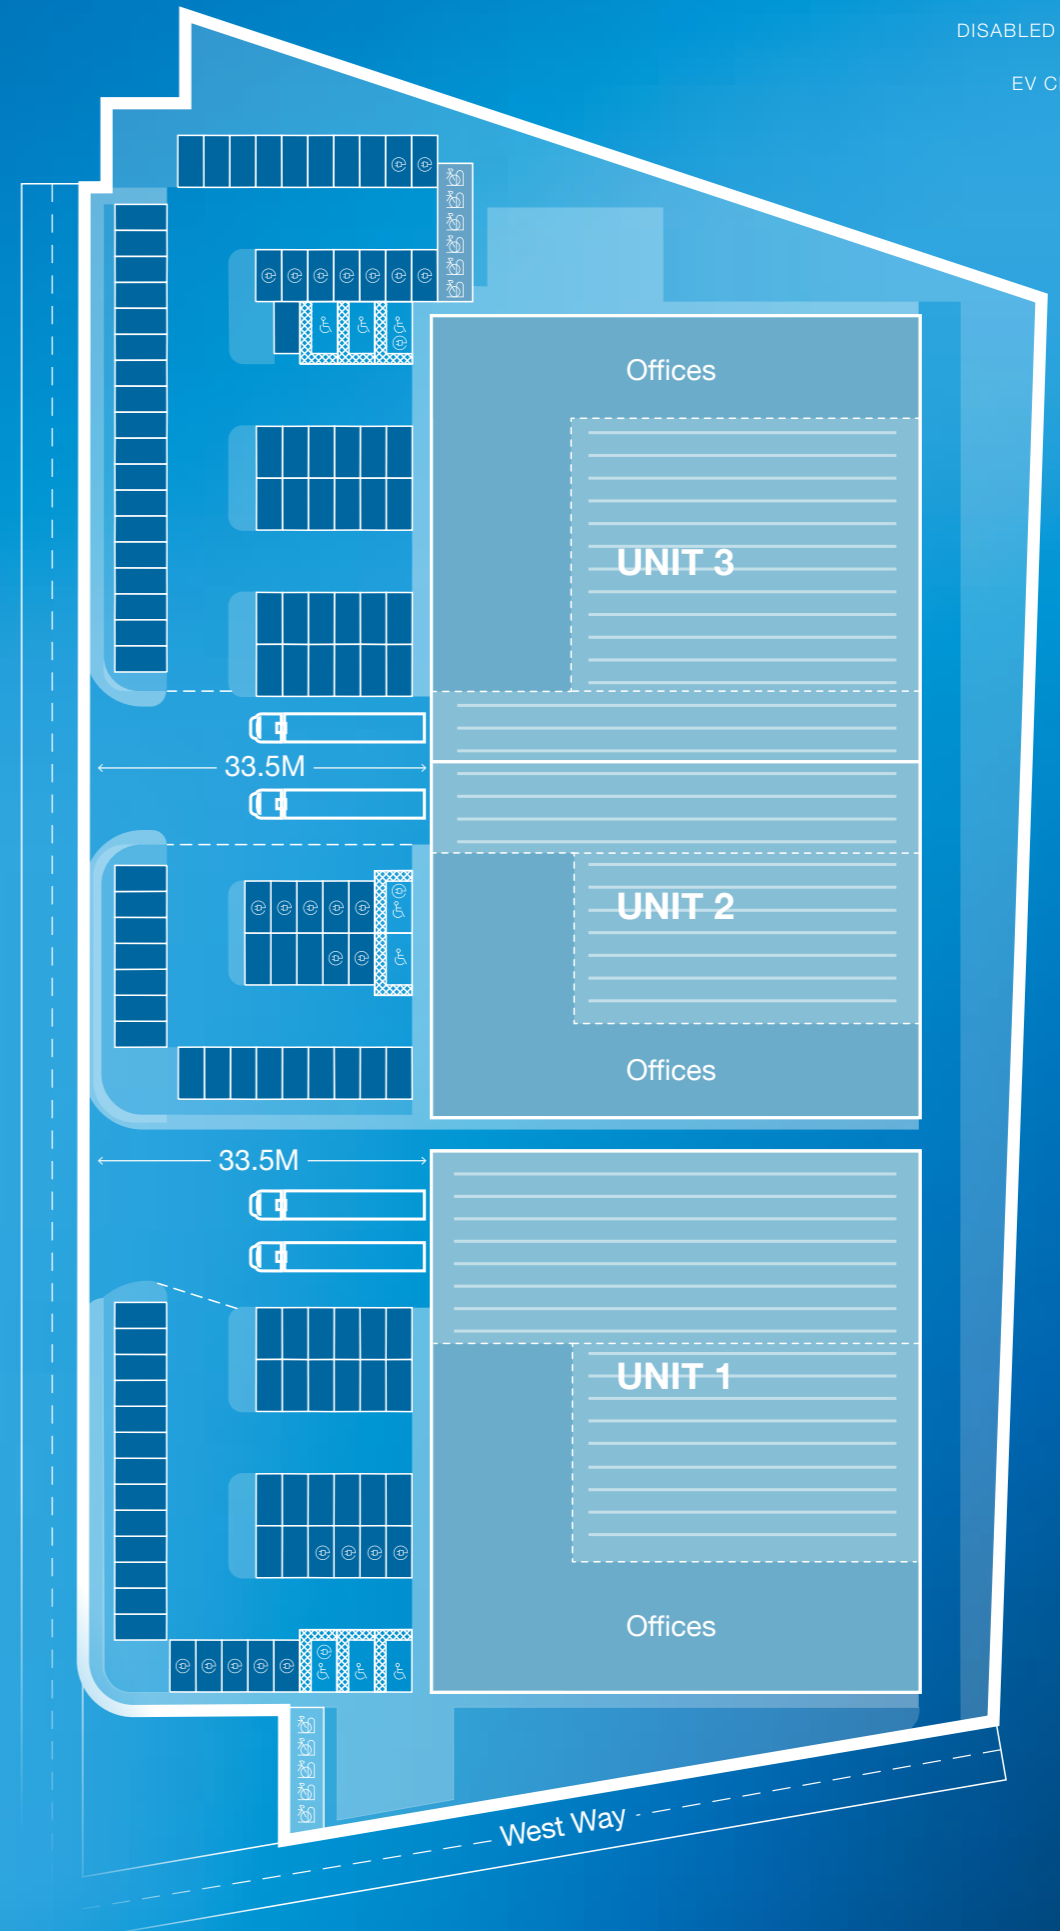 DISABLED
EV C
Offices
UNIT 3
33.5M
UNIT 2
Offices
33.5M
UNIT 1
Offices
West Way